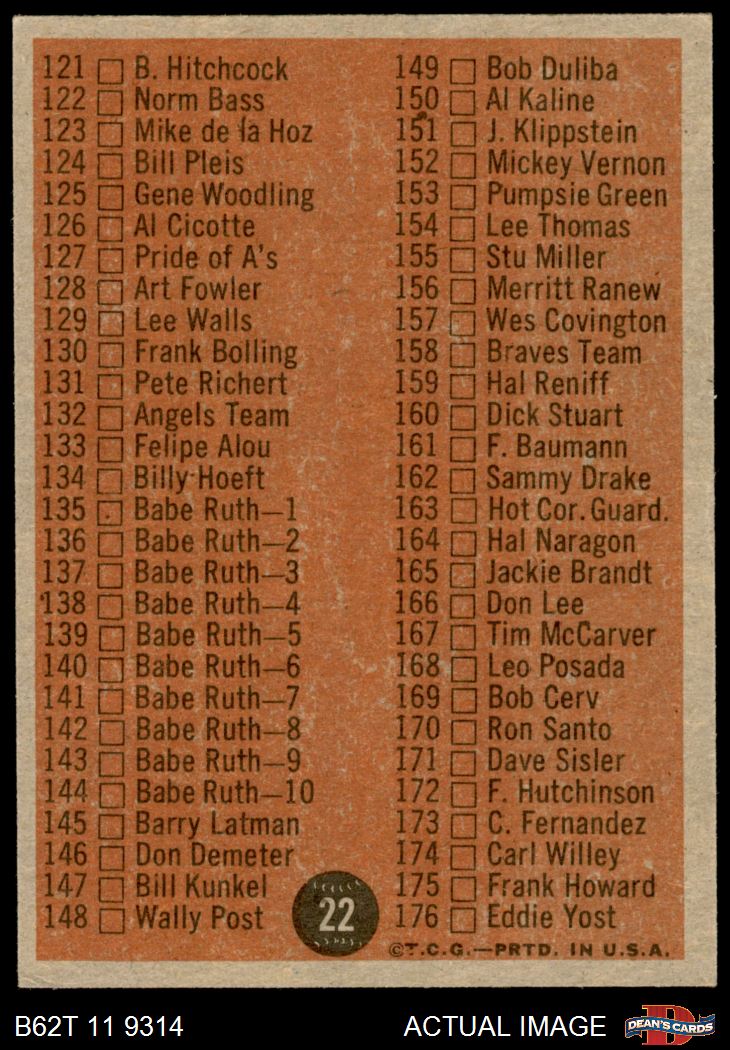 121 B. Hitchcock
122 Norm Bass
123 Mike de la Hoz
124 Bill Pleis
125 Gene Woodling
126 Al Cicotte
127 Pride of A's
128 Art Fowler
129 Lee Walls
130 Frank Bolling
131 Pete Richert
132 Angels Team
133 Felipe Alou
134 Billy Hoeft
135 Babe Ruth—1
136 Babe Ruth—2
137 Babe Ruth—3
138 Babe Ruth—4
139 Babe Ruth—5
140 Babe Ruth—6
141 Babe Ruth—7
142 Babe Ruth—8
143 Babe Ruth—9
144 Babe Ruth—10
145 Barry Latman
146 Don Demeter
147 Bill Kunkel
148 Wally Post
149 Bob Duliba
150 Al Kaline
151 J. Klippstein
152 Mickey Vernon
153 Pumpsie Green
154 Lee Thomas
155 Stu Miller
156 Merritt Ranew
157 Wes Covington
158 Braves Team
159 Hal Reniff
160 Dick Stuart
161 F. Baumann
162 Sammy Drake
163 Hot Cor. Guard.
164 Hal Naragon
165 Jackie Brandt
166 Don Lee
167 Tim McCarver
168 Leo Posada
169 Bob Cerv
170 Ron Santo
171 Dave Sisler
172 F. Hutchinson
173 C. Fernandez
174 Carl Willey
175 Frank Howard
176 Eddie Yost
22
©T.C.G.—PRTD. IN U.S.A.
B62T 11 9314
ACTUAL IMAGE
D
DEAN'S CARDS